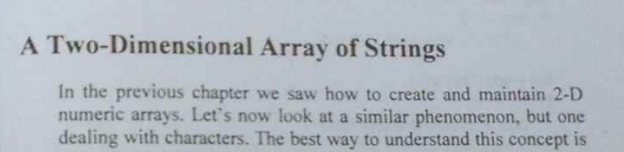 A Two-Dimensional Array of Strings
In the previous chapter we saw how to create and maintain 2-D
numeric arrays. Let's now look at a similar phenomenon, but one
dealing with characters. The best way to understand this concept is